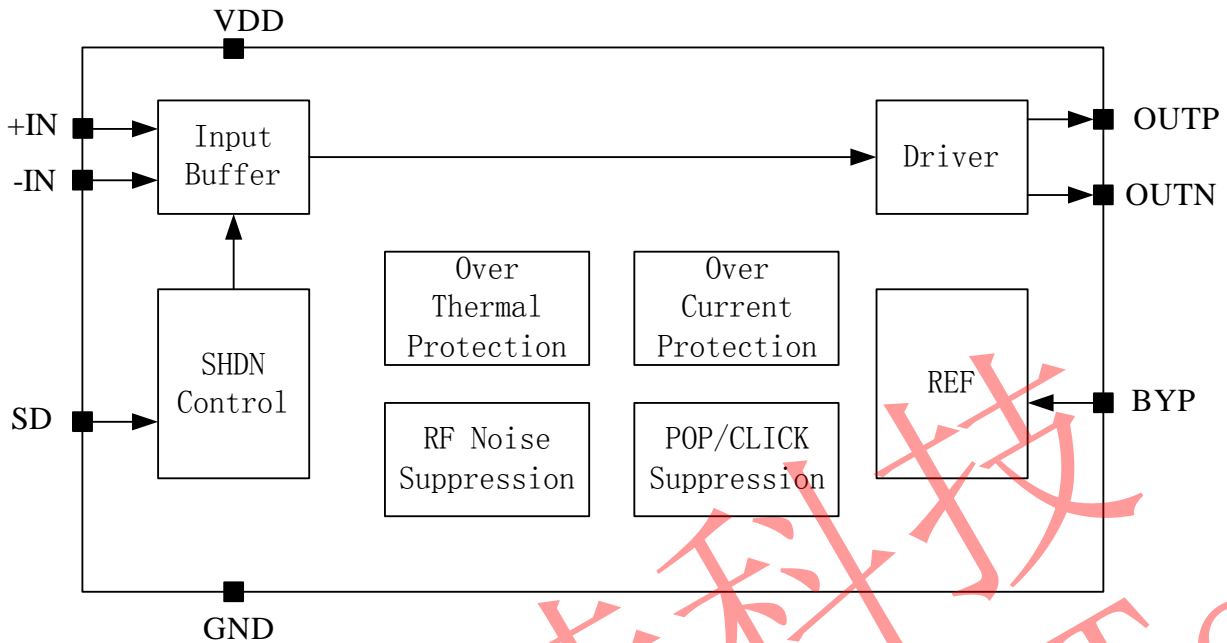 VDD
+IN
-IN
Input
Buffer
Driver
OUTP
OUTN
Over
Thermal
Protection
Over
Current
Protection
SHDN
Control
SD
REF
BYP
RF Noise
Suppression
POP/CLICK
Suppression
GND
科技